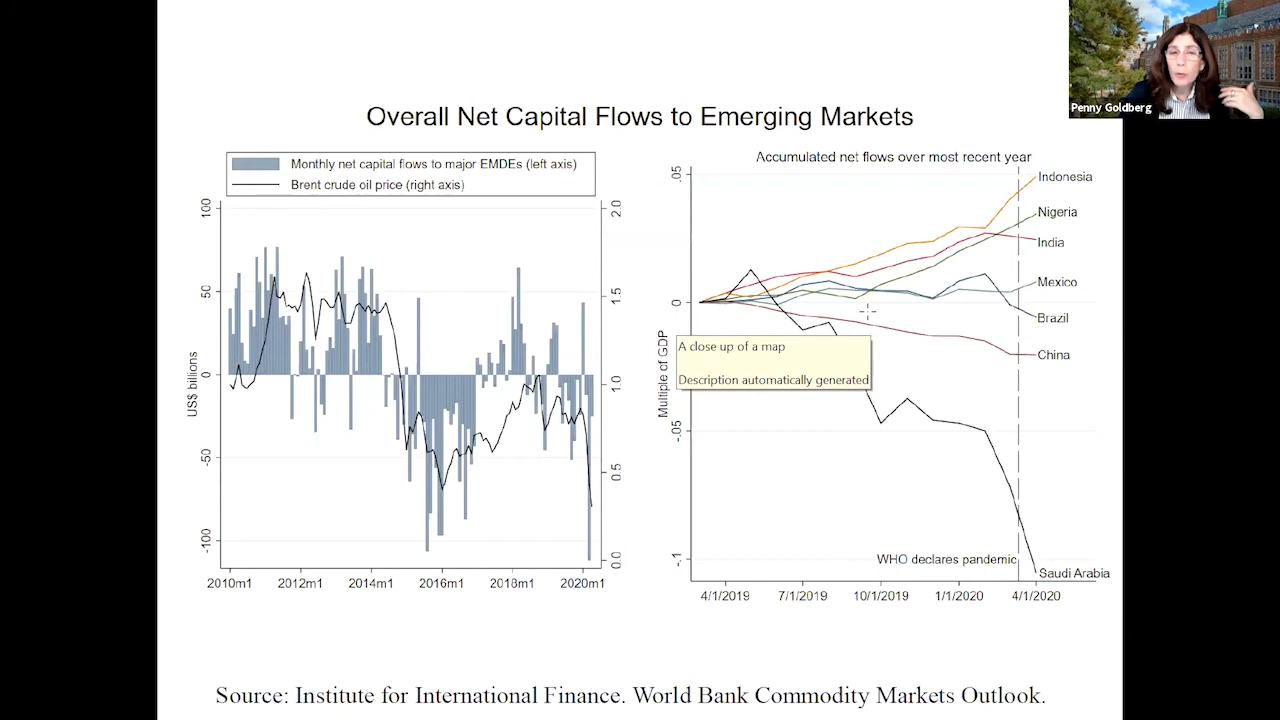 Penny Goldberg
Overall Net Capital Flows to Emerging Markets
Monthly net capital flows to major EMDEs (left axis)
Brent crude oil price (right axis)
100
50
0
-50
-100
US$ billions
2.0
1.5
1.0
0.5
0.0
2010m1
2012m1
2014m1
2016m1
2018m1
2020m1
Accumulated net flows over most recent year
.05
0
-.05
-.1
Multiple of GDP
Indonesia
Nigeria
India
Mexico
Brazil
China
A close up of a map
Description automatically generated
WHO declares pandemic
Saudi Arabia
4/1/2019
7/1/2019
10/1/2019
1/1/2020
4/1/2020
Source: Institute for International Finance. World Bank Commodity Markets Outlook.